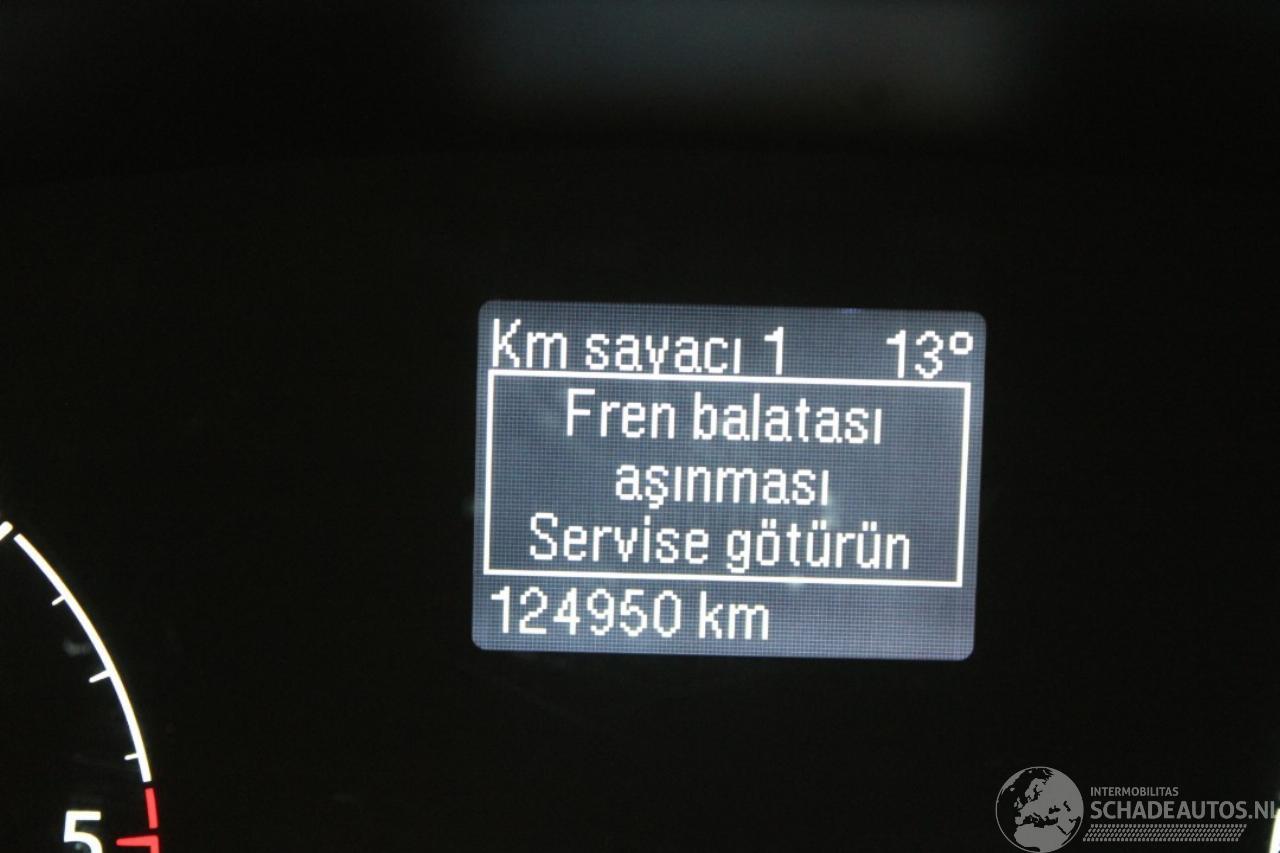 Km sayacı 1 13°
Fren balatası
aşınması
Servise götürün
124950 km
5
INTERMOBILITAS
SCHADEAUTOS.NL